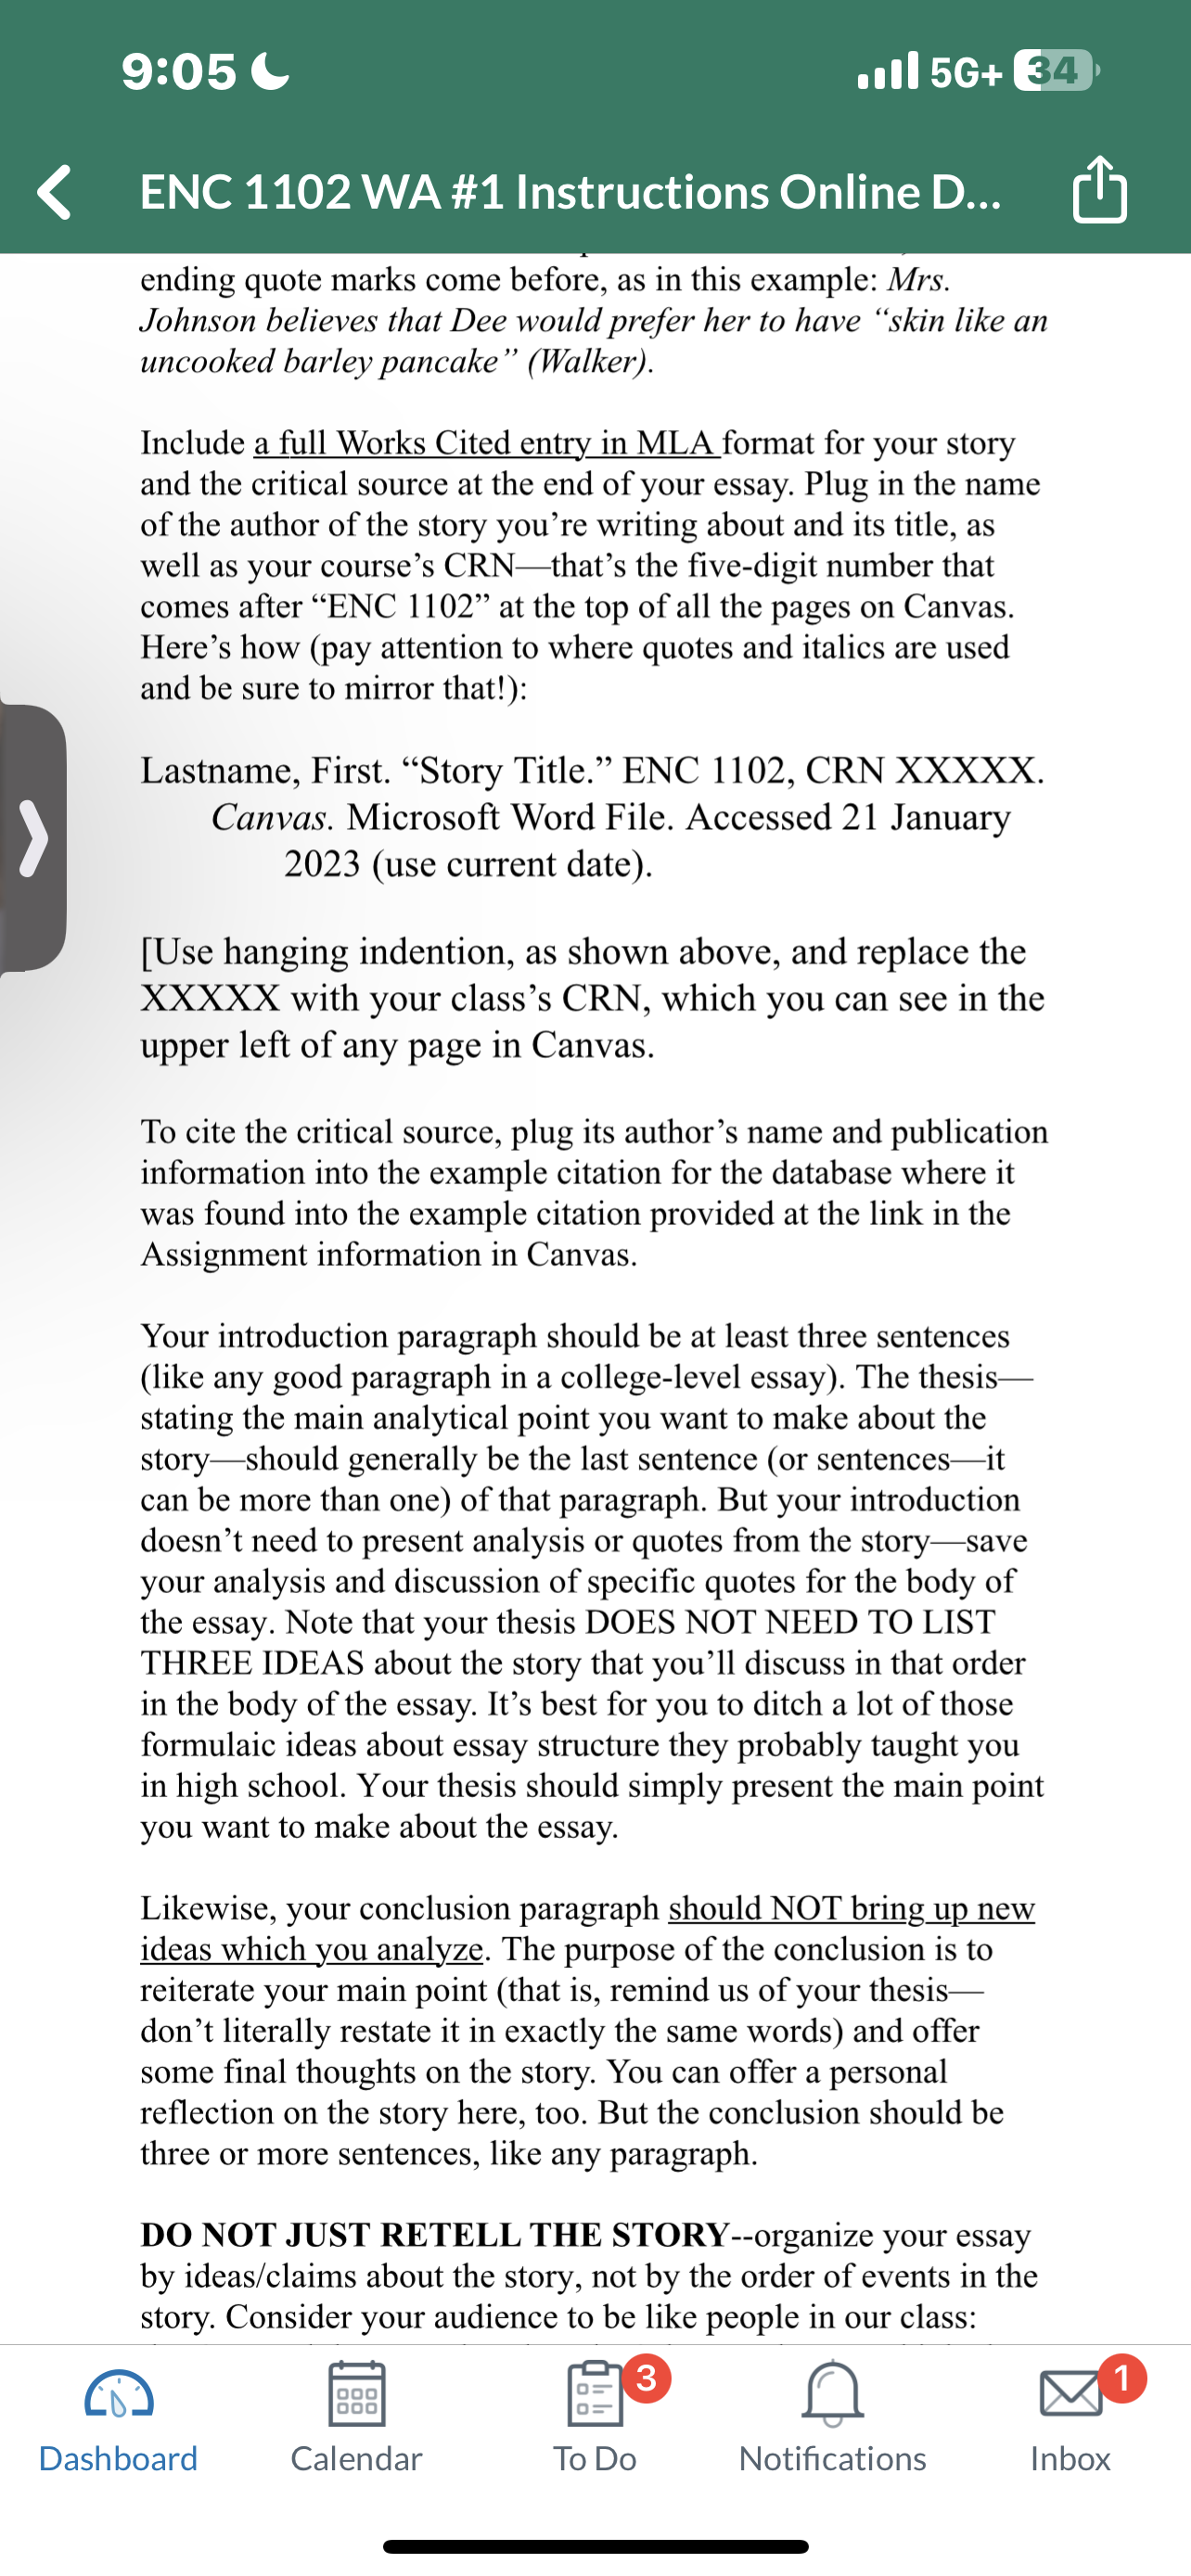 9:05
5G+ 34
ENC 1102 WA #1 Instructions Online D...
ending quote marks come before, as in this example: Mrs.
Johnson believes that Dee would prefer her to have “skin like an
uncooked barley pancake” (Walker).
Include a full Works Cited entry in MLA format for your story
and the critical source at the end of your essay. Plug in the name
of the author of the story you’re writing about and its title, as
well as your course’s CRN—that’s the five-digit number that
comes after “ENC 1102” at the top of all the pages on Canvas.
Here’s how (pay attention to where quotes and italics are used
and be sure to mirror that!):
Lastname, First. “Story Title.” ENC 1102, CRN XXXXX.
Canvas. Microsoft Word File. Accessed 21 January
2023 (use current date).
[Use hanging indention, as shown above, and replace the
XXXXX with your class’s CRN, which you can see in the
upper left of any page in Canvas.
To cite the critical source, plug its author’s name and publication
information into the example citation for the database where it
was found into the example citation provided at the link in the
Assignment information in Canvas.
Your introduction paragraph should be at least three sentences
(like any good paragraph in a college-level essay). The thesis—
stating the main analytical point you want to make about the
story—should generally be the last sentence (or sentences—it
can be more than one) of that paragraph. But your introduction
doesn’t need to present analysis or quotes from the story—save
your analysis and discussion of specific quotes for the body of
the essay. Note that your thesis DOES NOT NEED TO LIST
THREE IDEAS about the story that you’ll discuss in that order
in the body of the essay. It’s best for you to ditch a lot of those
formulaic ideas about essay structure they probably taught you
in high school. Your thesis should simply present the main point
you want to make about the essay.
Likewise, your conclusion paragraph should NOT bring up new
ideas which you analyze. The purpose of the conclusion is to
reiterate your main point (that is, remind us of your thesis—
don’t literally restate it in exactly the same words) and offer
some final thoughts on the story. You can offer a personal
reflection on the story here, too. But the conclusion should be
three or more sentences, like any paragraph.
DO NOT JUST RETELL THE STORY--organize your essay
by ideas/claims about the story, not by the order of events in the
story. Consider your audience to be like people in our class:
3
1
Dashboard
Calendar
To Do
Notifications
Inbox